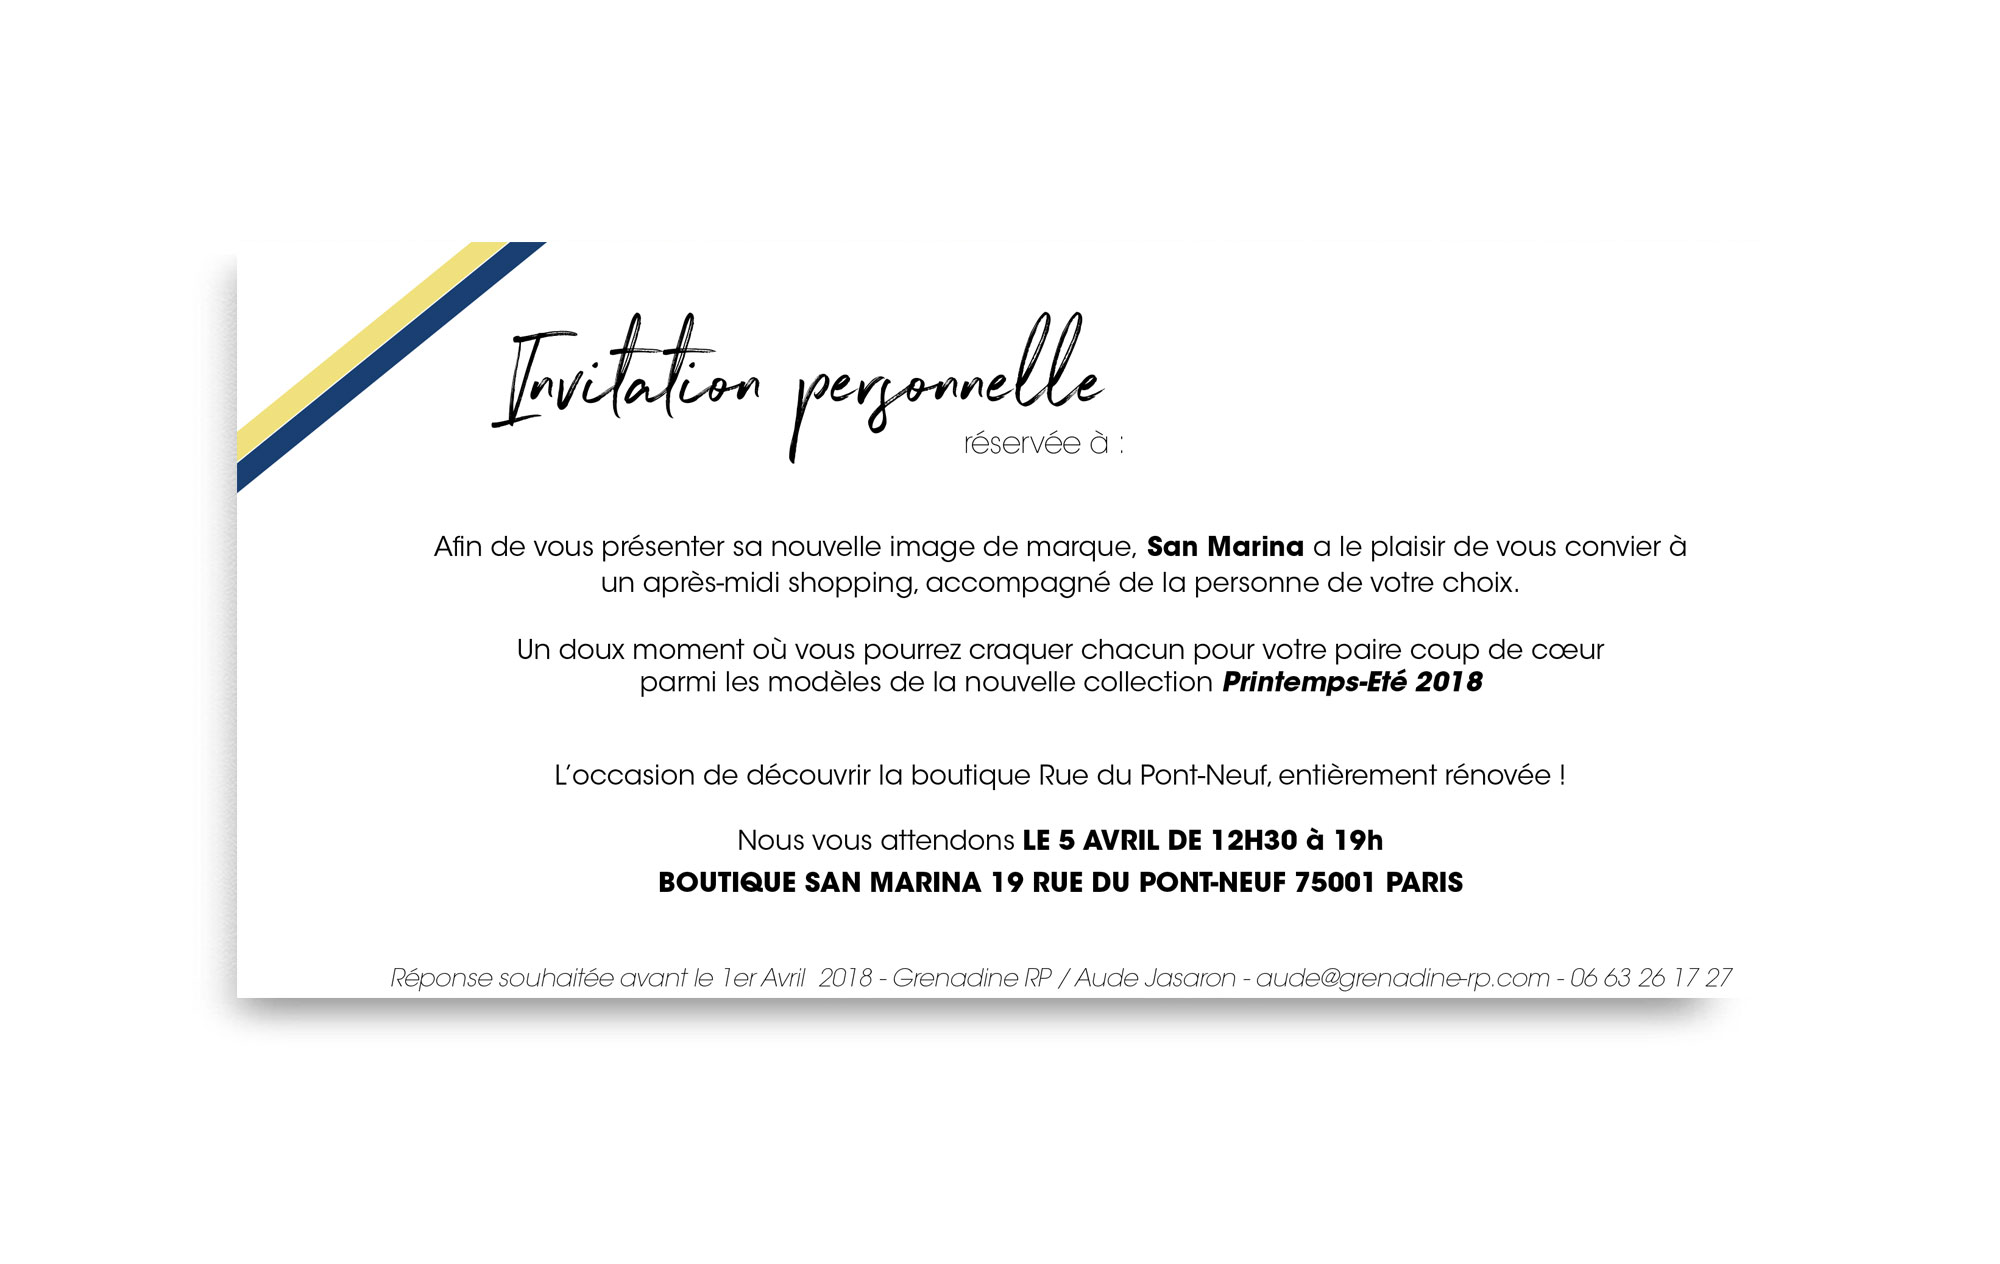 Invitation personnelle
réservée à :
Afin de vous présenter sa nouvelle image de marque, San Marina a le plaisir de vous convier à
un après-midi shopping, accompagné de la personne de votre choix.
Un doux moment où vous pourrez craquer chacun pour votre paire coup de cœur
parmi les modèles de la nouvelle collection Printemps-Eté 2018
L'occasion de découvrir la boutique Rue du Pont-Neuf, entièrement rénovée !
Nous vous attendons LE 5 AVRIL DE 12H30 à 19h
BOUTIQUE SAN MARINA 19 RUE DU PONT-NEUF 75001 PARIS
Réponse souhaitée avant le 1er Avril  2018 - Grenadine RP / Aude Jasaron - aude@grenadine-rp.com - 06 63 26 17 27